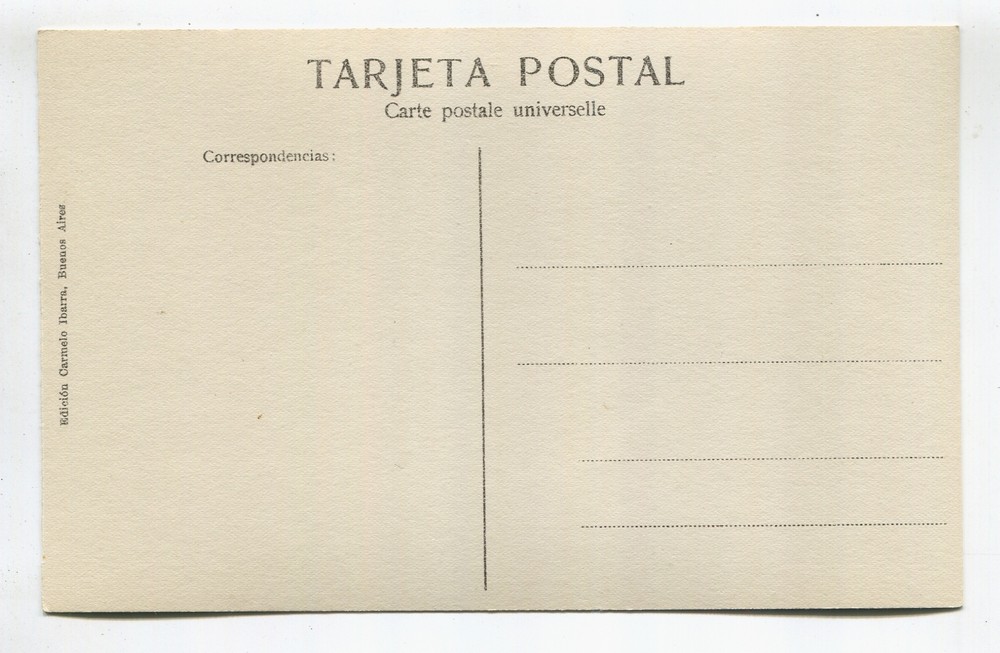 TARJETA POSTAL
Carte postale universelle
Correspondencias:
Edición Carmelo Ibarra, Buenos Aires